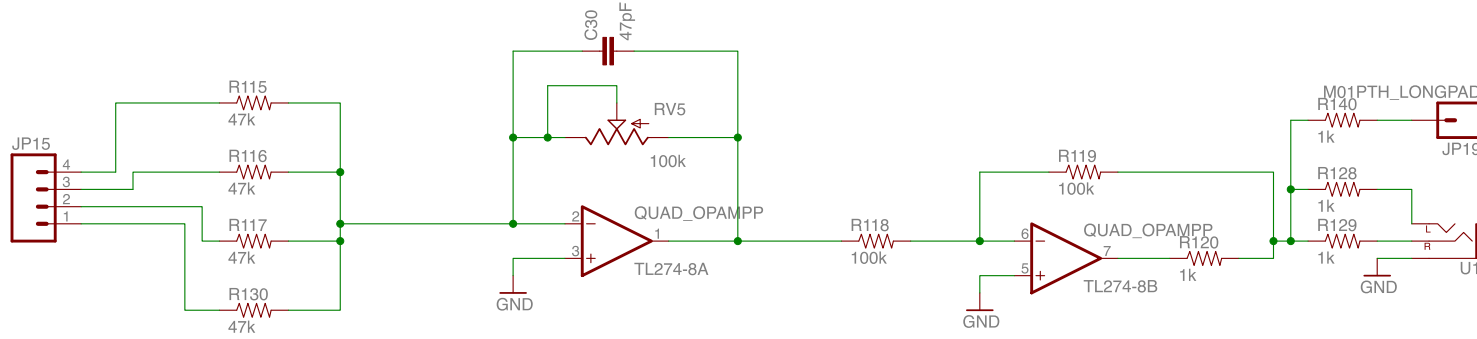 C30
47pF
M01PTH_LONGPAD
R115
47k
RV5
100k
R140
1k
JP19
JP15
4
3
2
1
R116
47k
R119
100k
R128
1k
QUAD_OPAMPP
2
3
1
TL274-8A
R117
47k
R118
100k
QUAD_OPAMPP
6
5
7
TL274-8B
R120
1k
R129
1k
L
R
U1
GND
GND
GND
R130
47k